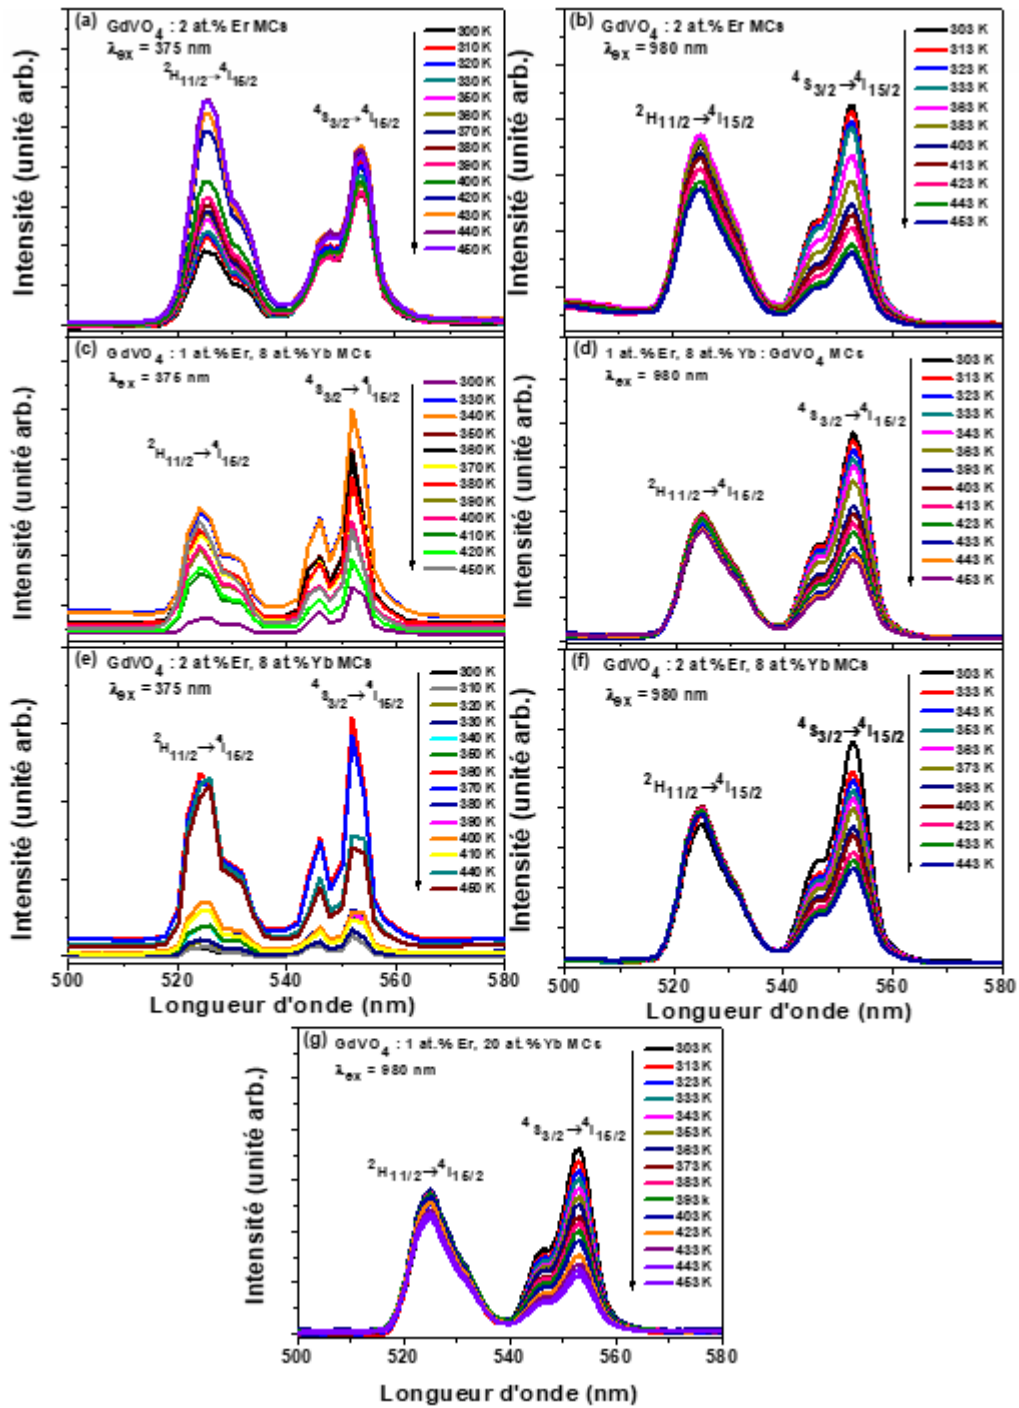 (a)
GdVO4 : 2 at.% Er MCs
λex = 375 nm
2H11/2→4I15/2
4S3/2→4I15/2
300 K
310 K
320 K
330 K
350 K
360 K
370 K
380 K
390 K
400 K
420 K
430 K
440 K
450 K
Intensité (unité arb.)
(b)
GdVO4 : 2 at.% Er MCs
λex = 980 nm
2H11/2→4I15/2
4S3/2→4I15/2
303 K
313 K
323 K
333 K
363 K
383 K
403 K
413 K
423 K
443 K
453 K
Intensité (unité arb.)
(c)
GdVO4 : 1 at.% Er, 8 at.% Yb MCs
λex = 375 nm
2H11/2→4I15/2
4S3/2→4I15/2
300 K
330 K
340 K
350 K
360 K
370 K
380 K
390 K
400 K
410 K
420 K
450 K
Intensité (unité arb.)
(d)
1 at.% Er, 8 at.% Yb : GdVO4 MCs
λex = 980 nm
2H11/2→4I15/2
4S3/2→4I15/2
303 K
313 K
323 K
333 K
343 K
363 K
393 K
403 K
413 K
423 K
433 K
443 K
453 K
Intensité (unité arb.)
(e)
GdVO4 : 2 at.% Er, 8 at.% Yb MCs
λex = 375 nm
2H11/2→4I15/2
4S3/2→4I15/2
300 K
310 K
320 K
330 K
340 K
350 K
360 K
370 K
380 K
390 K
400 K
410 K
440 K
450 K
Intensité (unité arb.)
500 520 540 560 580
Longueur d'onde (nm)
(f)
GdVO4 : 2 at.% Er, 8 at.% Yb MCs
λex = 980 nm
2H11/2→4I15/2
4S3/2→4I15/2
303 K
333 K
343 K
353 K
363 K
373 K
393 K
403 K
423 K
433 K
443 K
Intensité (unité arb.)
500 520 540 560 580
Longueur d'onde (nm)
(g)
GdVO4 : 1 at.% Er, 20 at.% Yb MCs
λex = 980 nm
2H11/2→4I15/2
4S3/2→4I15/2
303 K
313 K
323 K
333 K
343 K
353 K
363 K
373 K
383 K
393 k
403 K
423 K
433 K
443 K
453 K
Intensité (unité arb.)
500 520 540 560 580
Longueur d'onde (nm)